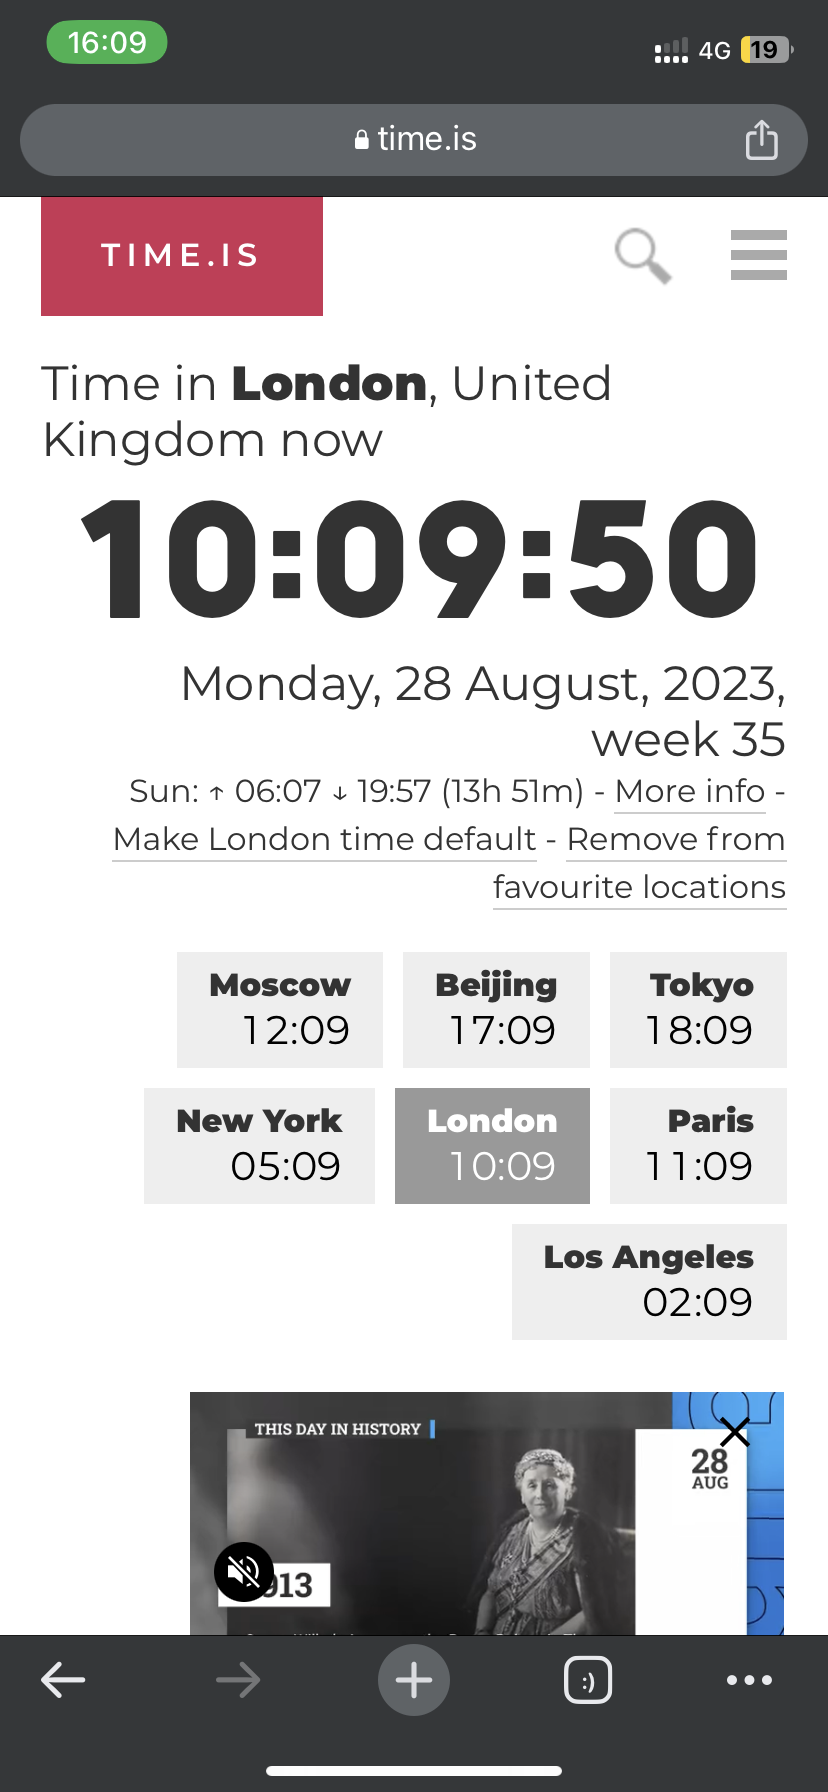 16:09
4G 19
time.is
TIME.IS
Time in London, United
Kingdom now
10:09:50
Monday, 28 August, 2023,
week 35
Sun: ↑ 06:07 ↓ 19:57 (13h 51m) - More info -
Make London time default - Remove from
favourite locations
Moscow Beijing Tokyo
12:09 17:09 18:09
New York London Paris
05:09 10:09 11:09
Los Angeles
02:09
THIS DAY IN HISTORY
28
AUG
913
:)